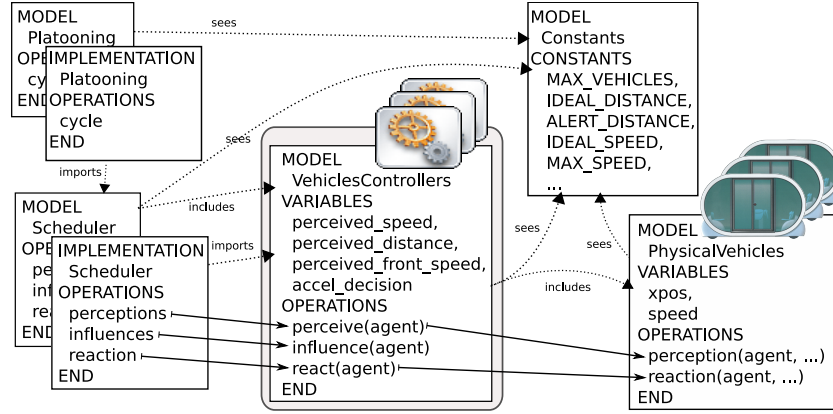 MODEL
Platooning
OPE
cy
END
IMPLEMENTATION
Platooning
OPERATIONS
cycle
END
imports
sees
sees
MODEL
Scheduler
OPE
pe
inf
rea
END
IMPLEMENTATION
Scheduler
OPERATIONS
perceptions
influences
reaction
END
includes
imports
MODEL
VehiclesControllers
VARIABLES
perceived_speed,
perceived_distance,
perceived_front_speed,
accel_decision
OPERATIONS
perceive(agent)
influence(agent)
react(agent)
END
MODEL
Constants
CONSTANTS
MAX_VEHICLES,
IDEAL_DISTANCE,
ALERT_DISTANCE,
IDEAL_SPEED,
MAX_SPEED,
...
sees
sees
includes
MODEL
PhysicalVehicles
VARIABLES
xpos,
speed
OPERATIONS
perception(agent, ...)
reaction(agent, ...)
END